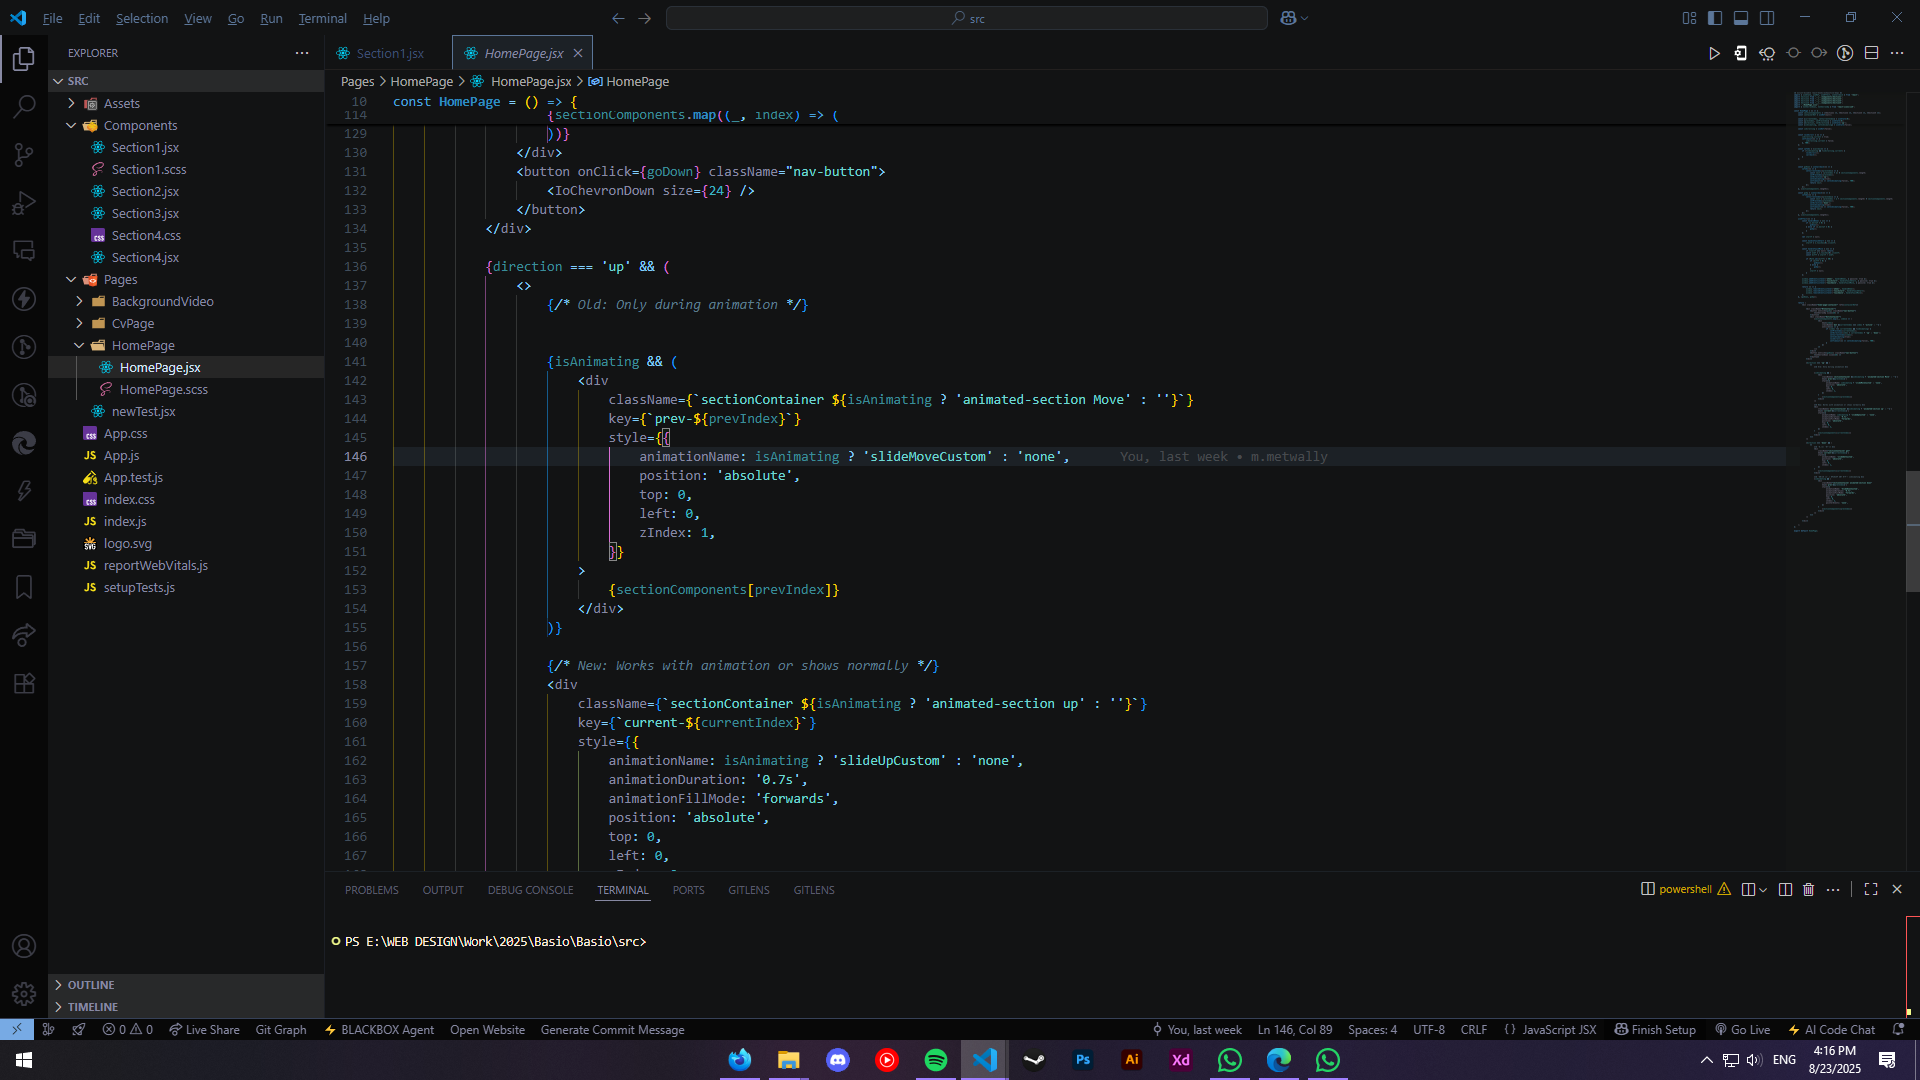 File Edit Selection View Go Run Terminal Help
src
EXPLORER
SRC
Assets
Components
Section1.jsx
Section1.scss
Section2.jsx
Section3.jsx
Section4.css
Section4.jsx
Pages
BackgroundVideo
CvPage
HomePage
HomePage.jsx
HomePage.scss
newTest.jsx
App.css
App.js
App.test.js
index.css
index.js
logo.svg
reportWebVitals.js
setupTests.js
OUTLINE
TIMELINE
Section1.jsx HomePage.jsx
Pages > HomePage > HomePage.jsx > HomePage
10 const HomePage = () => {
114 {sectionComponents.map((_, index) => (
129 ))}
130 </div>
131 <button onClick={goDown} className="nav-button">
132 <IoChevronDown size={24} />
133 </button>
134 </div>
135
136 {direction === 'up' && (
137 <>
138 {/* Old: Only during animation */}
139
140
141 {isAnimating && (
142 <div
143 className={`sectionContainer ${isAnimating ? 'animated-section Move' : ''}`}
144 key={`prev-${prevIndex}`}
145 style={{
146 animationName: isAnimating ? 'slideMoveCustom' : 'none', You, last week • m.metwally
147 position: 'absolute',
148 top: 0,
149 left: 0,
150 zIndex: 1,
151 }}
152 >
153 {sectionComponents[prevIndex]}
154 </div>
155 )}
156
157 {/* New: Works with animation or shows normally */}
158 <div
159 className={`sectionContainer ${isAnimating ? 'animated-section up' : ''}`}
160 key={`current-${currentIndex}`}
161 style={{
162 animationName: isAnimating ? 'slideUpCustom' : 'none',
163 animationDuration: '0.7s',
164 animationFillMode: 'forwards',
165 position: 'absolute',
166 top: 0,
167 left: 0,
PROBLEMS OUTPUT DEBUG CONSOLE TERMINAL PORTS GITLENS GITLENS
powershell
PS E:\WEB DESIGN\Work\2025\Basio\Basio\src>
0 0 Live Share Git Graph BLACKBOX Agent Open Website Generate Commit Message
You, last week Ln 146, Col 89 Spaces: 4 UTF-8 CRLF {} JavaScript JSX Finish Setup Go Live AI Code Chat
Ps Ai Xd
ENG
4:16 PM
8/23/2025